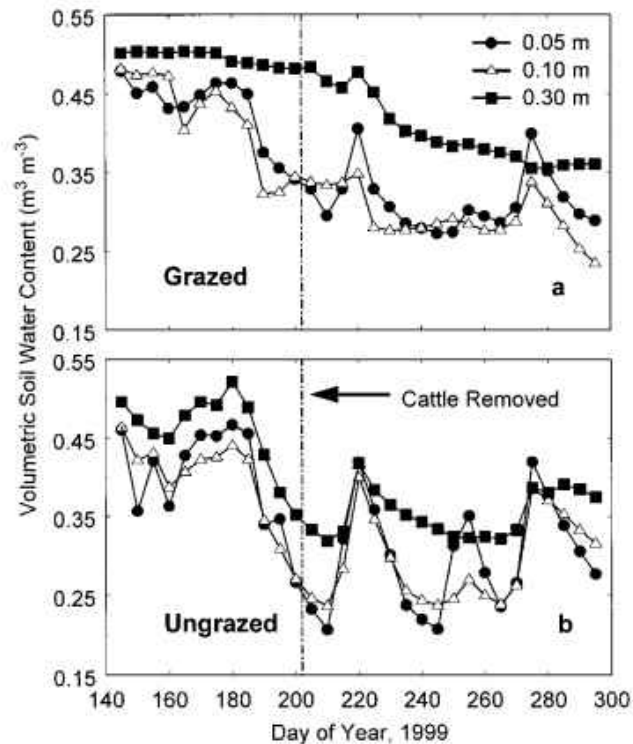 0.55
0.45
0.35
0.25
0.15
0.05 m
0.10 m
0.30 m
Grazed
a
Volumetric Soil Water Content (m³ m⁻³)
0.55
0.45
0.35
0.25
0.15
Cattle Removed
Ungrazed
b
140 160 180 200 220 240 260 280 300
Day of Year, 1999